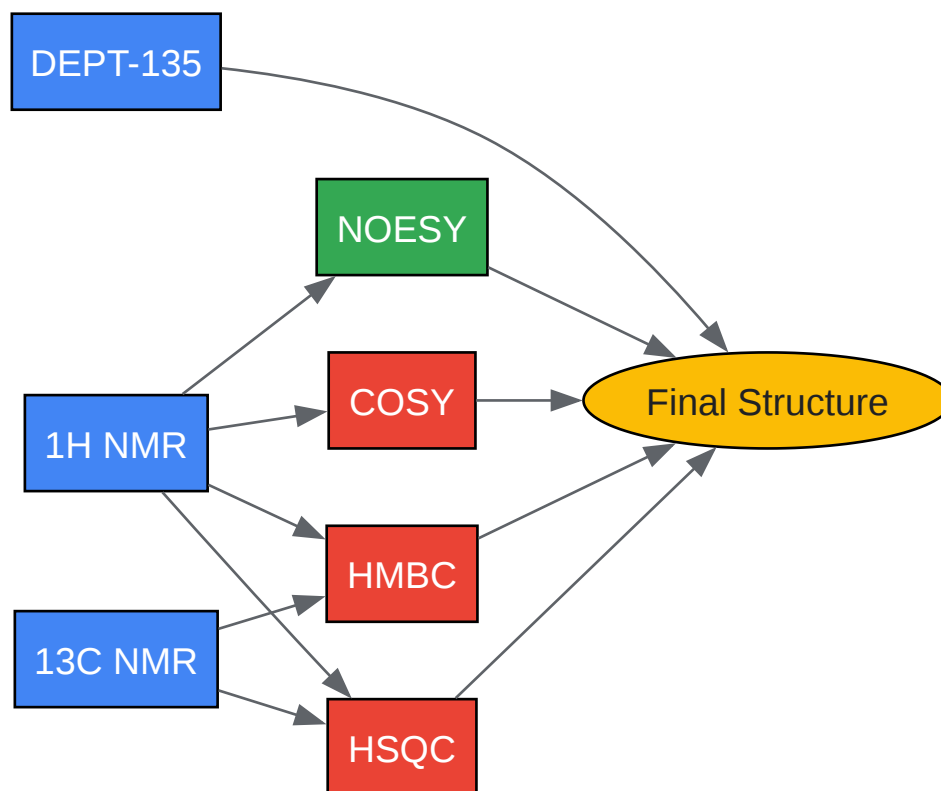 DEPT-135
NOESY
COSY
Final Structure
1H NMR
HMBC
13C NMR
HSQC